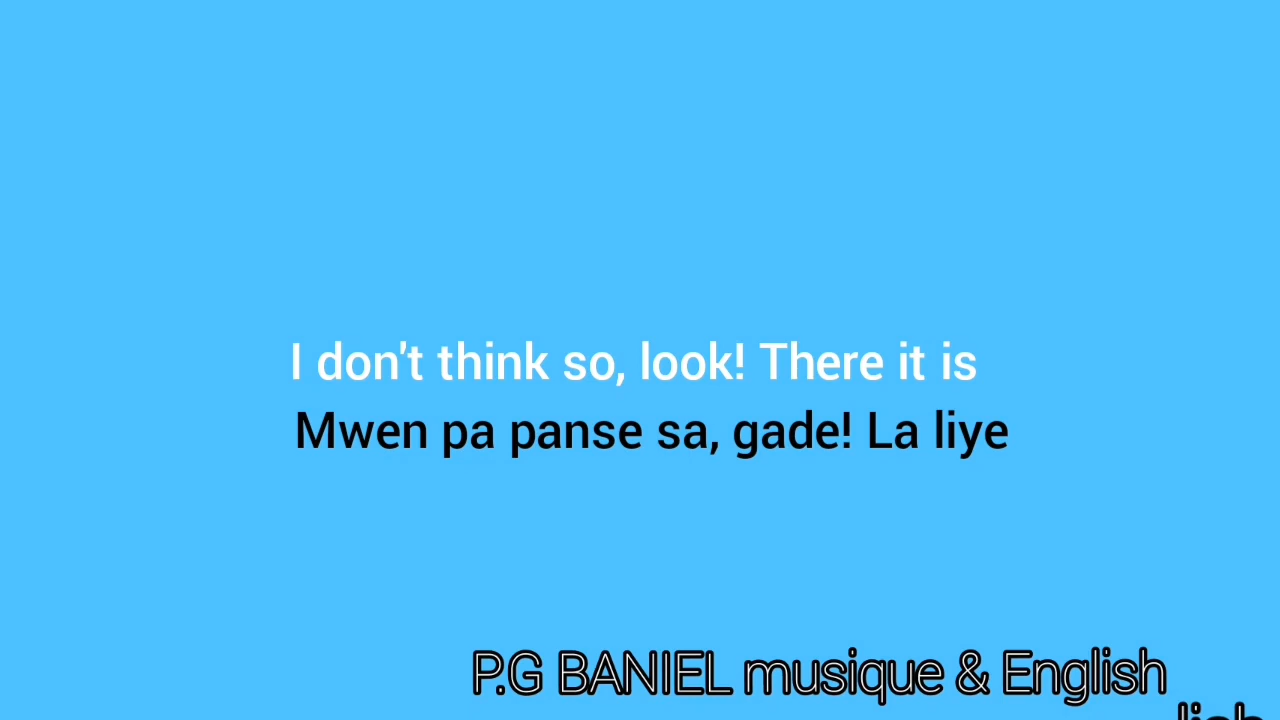 I don't think so, look! There it is
Mwen pa panse sa, gade! La liye
P.G BANIEL musique & English